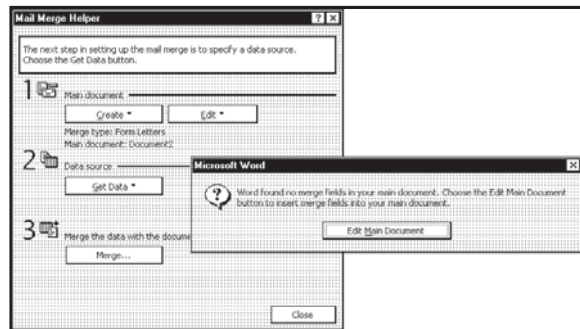 Mail Merge Helper
The next step in setting up the mail merge is to specify a data source.
Choose the Get Data button.
1 Main document
Create
Edit
Merge type: Form Letters
Main document: Document2
2 Data source
Get Data
3
Merge the data with the docume
Merge...
Close
Microsoft Word
Word found no merge fields in your main document. Choose the Edit Main Document
button to insert merge fields into your main document.
Edit Main Document